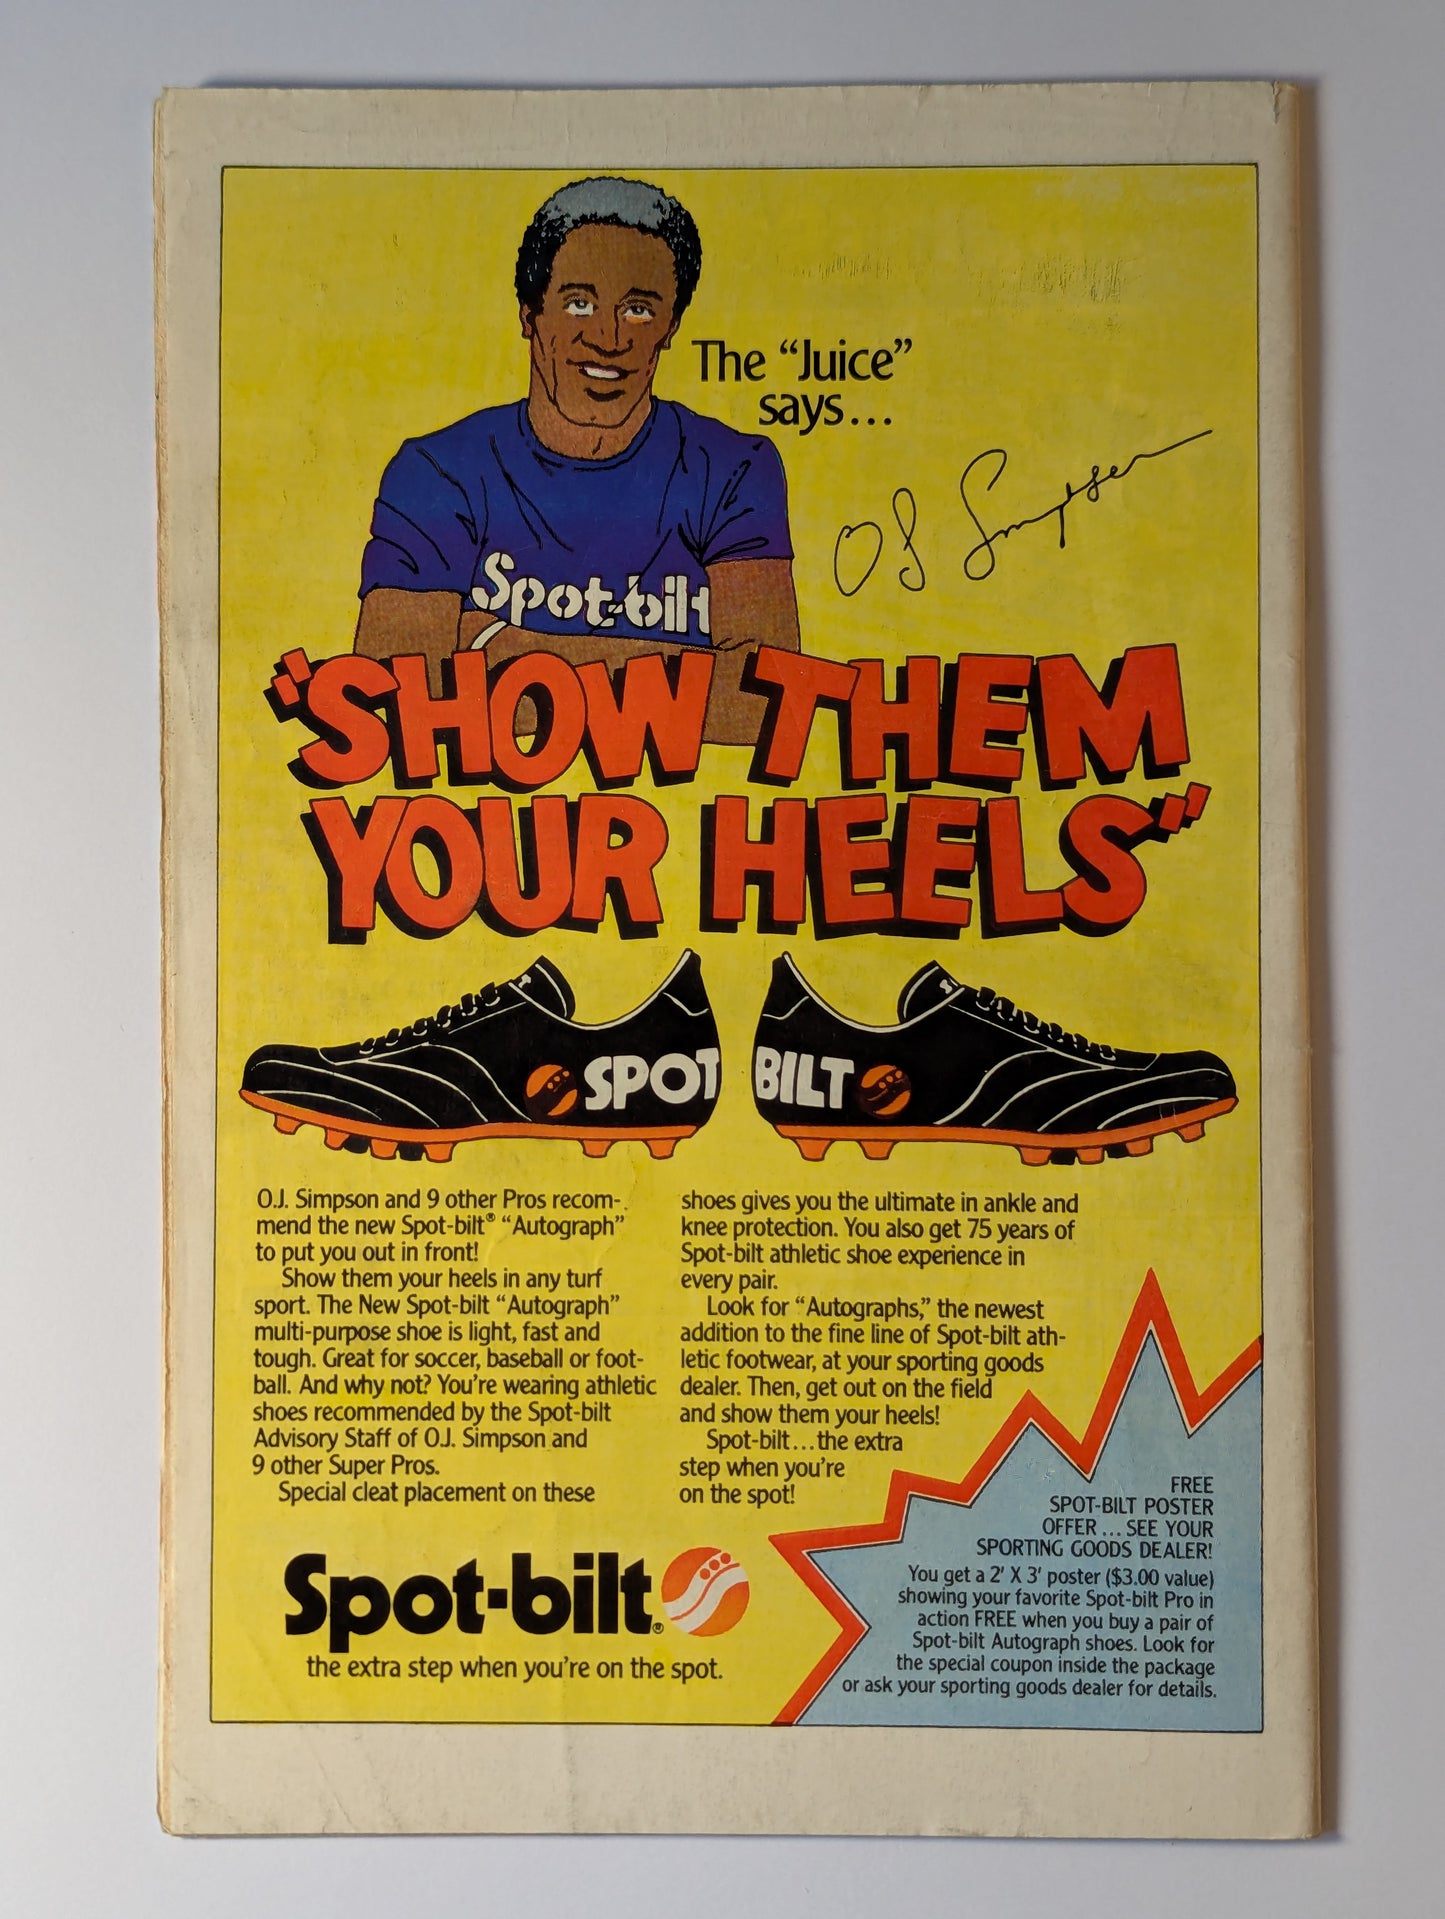 The “Juice”
says...
OJ Simpson
Spot-bilt
“SHOW THEM
YOUR HEELS”
SPOT BILT
O.J. Simpson and 9 other Pros recom-
mend the new Spot-bilt® “Autograph”
to put you out in front!
Show them your heels in any turf
sport. The New Spot-bilt “Autograph”
multi-purpose shoe is light, fast and
tough. Great for soccer, baseball or foot-
ball. And why not? You’re wearing athletic
shoes recommended by the Spot-bilt
Advisory Staff of O.J. Simpson and
9 other Super Pros.
Special cleat placement on these
shoes gives you the ultimate in ankle and
knee protection. You also get 75 years of
Spot-bilt athletic shoe experience in
every pair.
Look for “Autographs,” the newest
addition to the fine line of Spot-bilt ath-
letic footwear, at your sporting goods
dealer. Then, get out on the field
and show them your heels!
Spot-bilt...the extra
step when you’re
on the spot!
Spot-bilt®
the extra step when you’re on the spot.
FREE
SPOT-BILT POSTER
OFFER... SEE YOUR
SPORTING GOODS DEALER!
You get a 2’ X 3’ poster ($3.00 value)
showing your favorite Spot-bilt Pro in
action FREE when you buy a pair of
Spot-bilt Autograph shoes. Look for
the special coupon inside the package
or ask your sporting goods dealer for details.